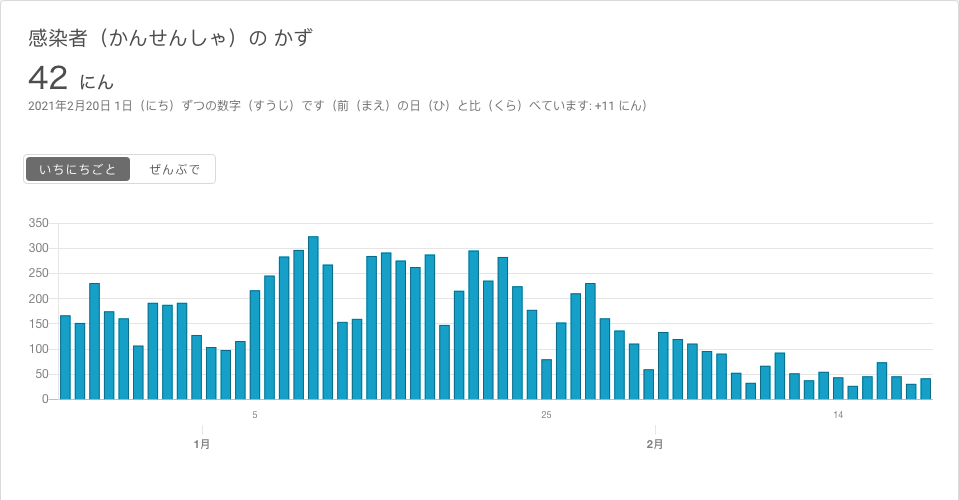 感染者（かんせんしゃ）の かず
42 にん
2021年2月20日 1日（にち）ずつの数字（すうじ）です（前（まえ）の日（ひ）と比（くら）べています: +11 にん）
いちにちごと ぜんぶで
350
300
250
200
150
100
50
0
5 25 14
1月 2月